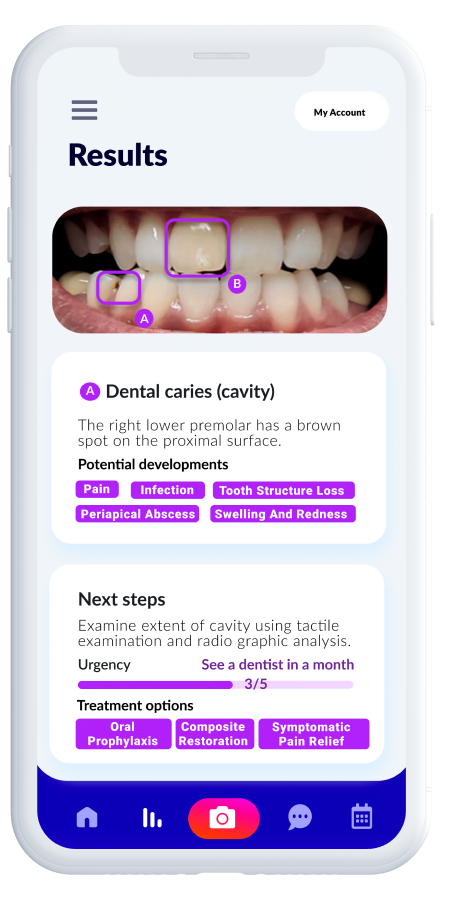 My Account
Results
B
A
A Dental caries (cavity)
The right lower premolar has a brown
spot on the proximal surface.
Potential developments
Pain Infection Tooth Structure Loss
Periapical Abscess Swelling And Redness
Next steps
Examine extent of cavity using tactile
examination and radio graphic analysis.
Urgency See a dentist in a month
3/5
Treatment options
Oral
Prophylaxis
Composite
Restoration
Symptomatic
Pain Relief